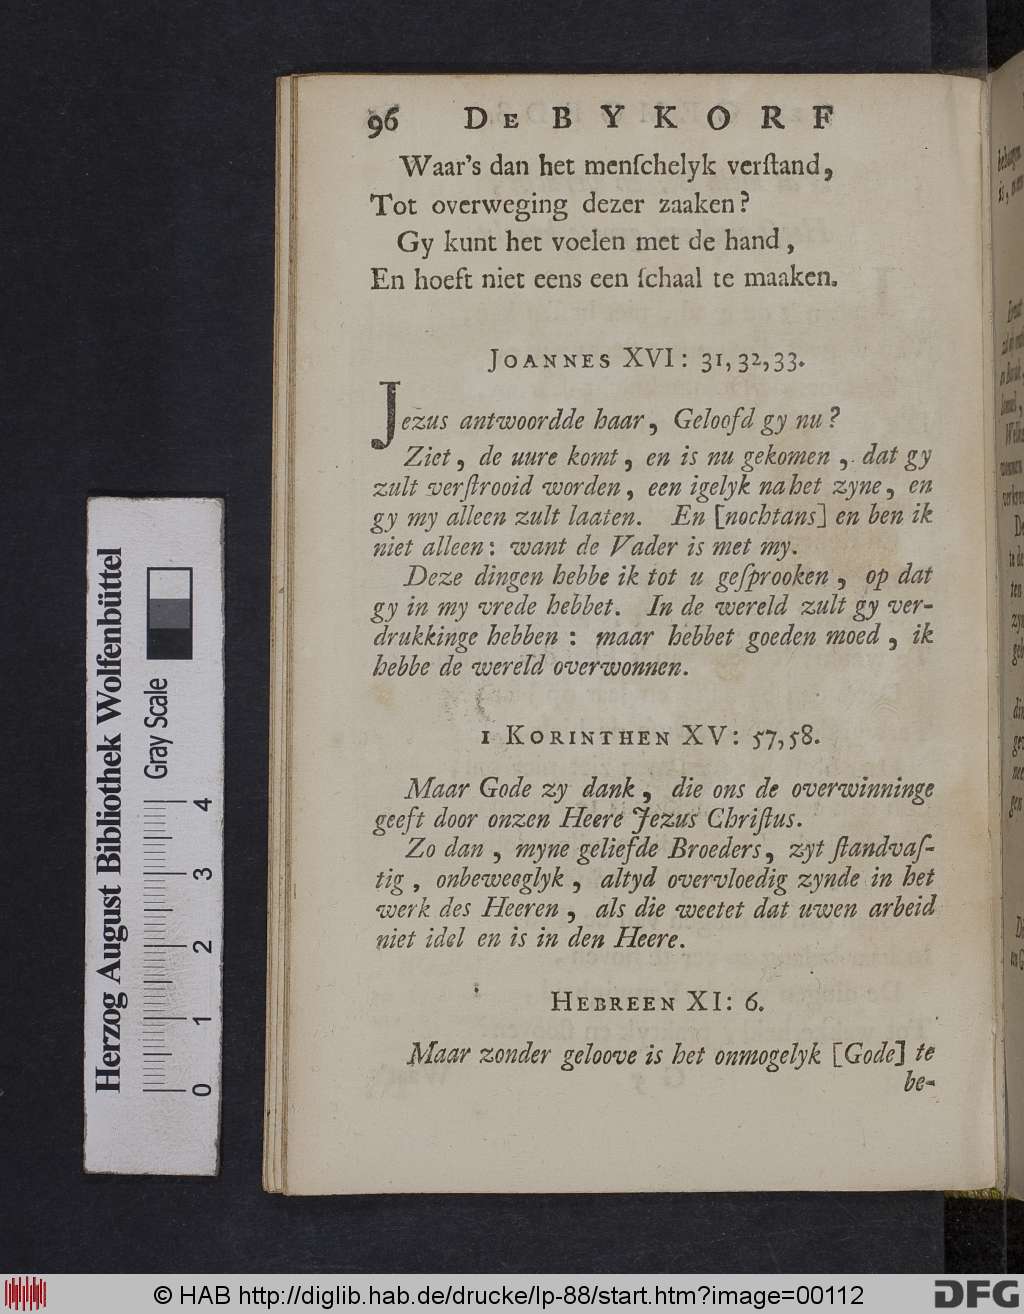 96 DE BYKORF
Waar's dan het menſchelyk verſtand,
Tot overweging dezer zaaken?
Gy kunt het voelen met de hand,
En hoeft niet eens een ſchaal te maaken.
JOANNES XVI: 31, 32, 33.
Jezus antwoordde haar, Geloofd gy nu?
Ziet, de uure komt, en is nu gekomen, dat gy
zult verſtrooid worden, een igelyk na het zyne, en
gy my alleen zult laaten. En [nochtans] en ben ik
niet alleen: want de Vader is met my.
Deze dingen hebbe ik tot u geſprooken, op dat
gy in my vrede hebbet. In de wereld zult gy ver-
drukkinge hebben: maar hebbet goeden moed, ik
hebbe de wereld overwonnen.
1 KORINTHEN XV: 57, 58.
Maar Gode zy dank, die ons de overwinninge
geeft door onzen Heere Jezus Chriſtus.
Zo dan, myne geliefde Broeders, zyt ſtandvaſ-
tig, onbeweeglyk, altyd overvloedig zynde in het
werk des Heeren, als die weetet dat uwen arbeid
niet idel en is in den Heere.
HEBREEN XI: 6.
Maar zonder geloove is het onmogelyk [Gode] te
be-
Herzog August Bibliothek Wolfenbüttel
Gray Scale
0 1 2 3 4
© HAB http://diglib.hab.de/drucke/lp-88/start.htm?image=00112
DFG